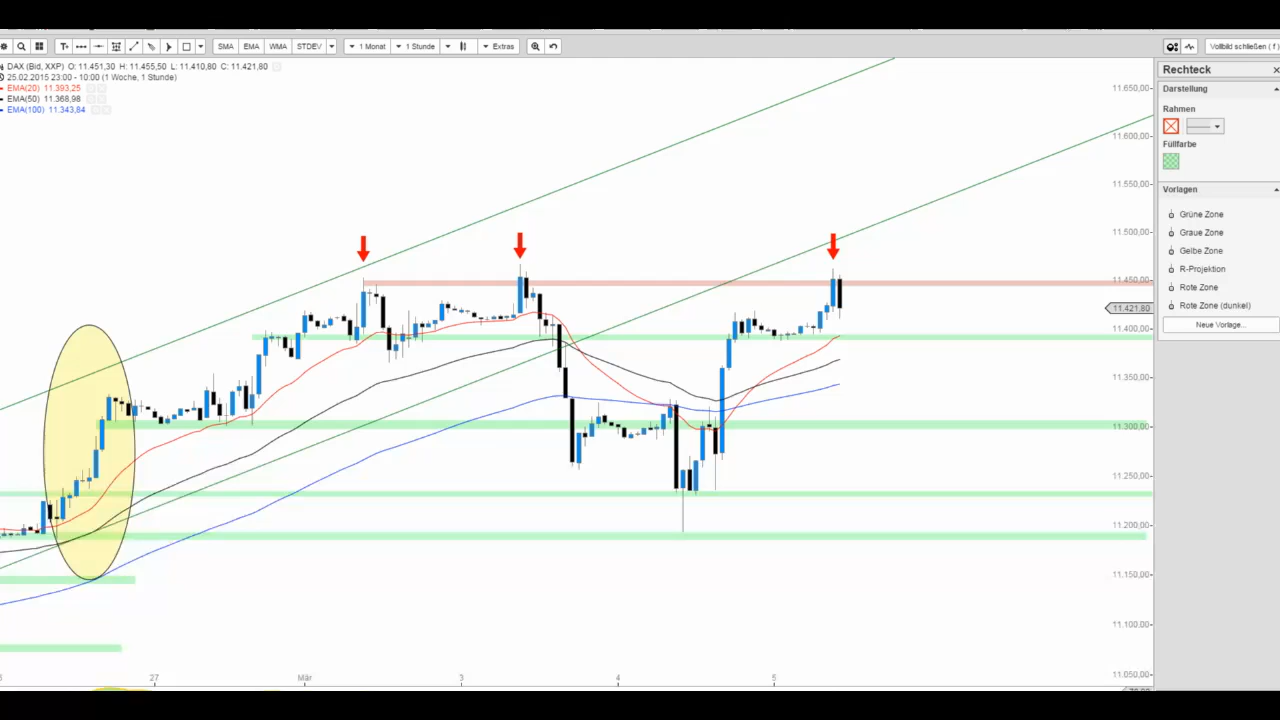 SMA EMA WMA STDEV 1 Monat 1 Stunde Extras Vollbild schließen ( f )
DAX (Bid, XXP) O: 11.451,30 H: 11.455,50 L: 11.410,80 C: 11.421,80
25.02.2015 23:00 - 10:00 (1 Woche, 1 Stunde)
EMA(20) 11.393,25
EMA(50) 11.368,98
EMA(100) 11.343,84
11.650,00
11.600,00
11.550,00
11.500,00
11.450,00
11.421,80
11.400,00
11.350,00
11.300,00
11.250,00
11.200,00
11.150,00
11.100,00
11.050,00
27 Mär 3 4 5
Rechteck
Darstellung
Rahmen
Füllfarbe
Vorlagen
Grüne Zone
Graue Zone
Gelbe Zone
R-Projektion
Rote Zone
Rote Zone (dunkel)
Neue Vorlage...